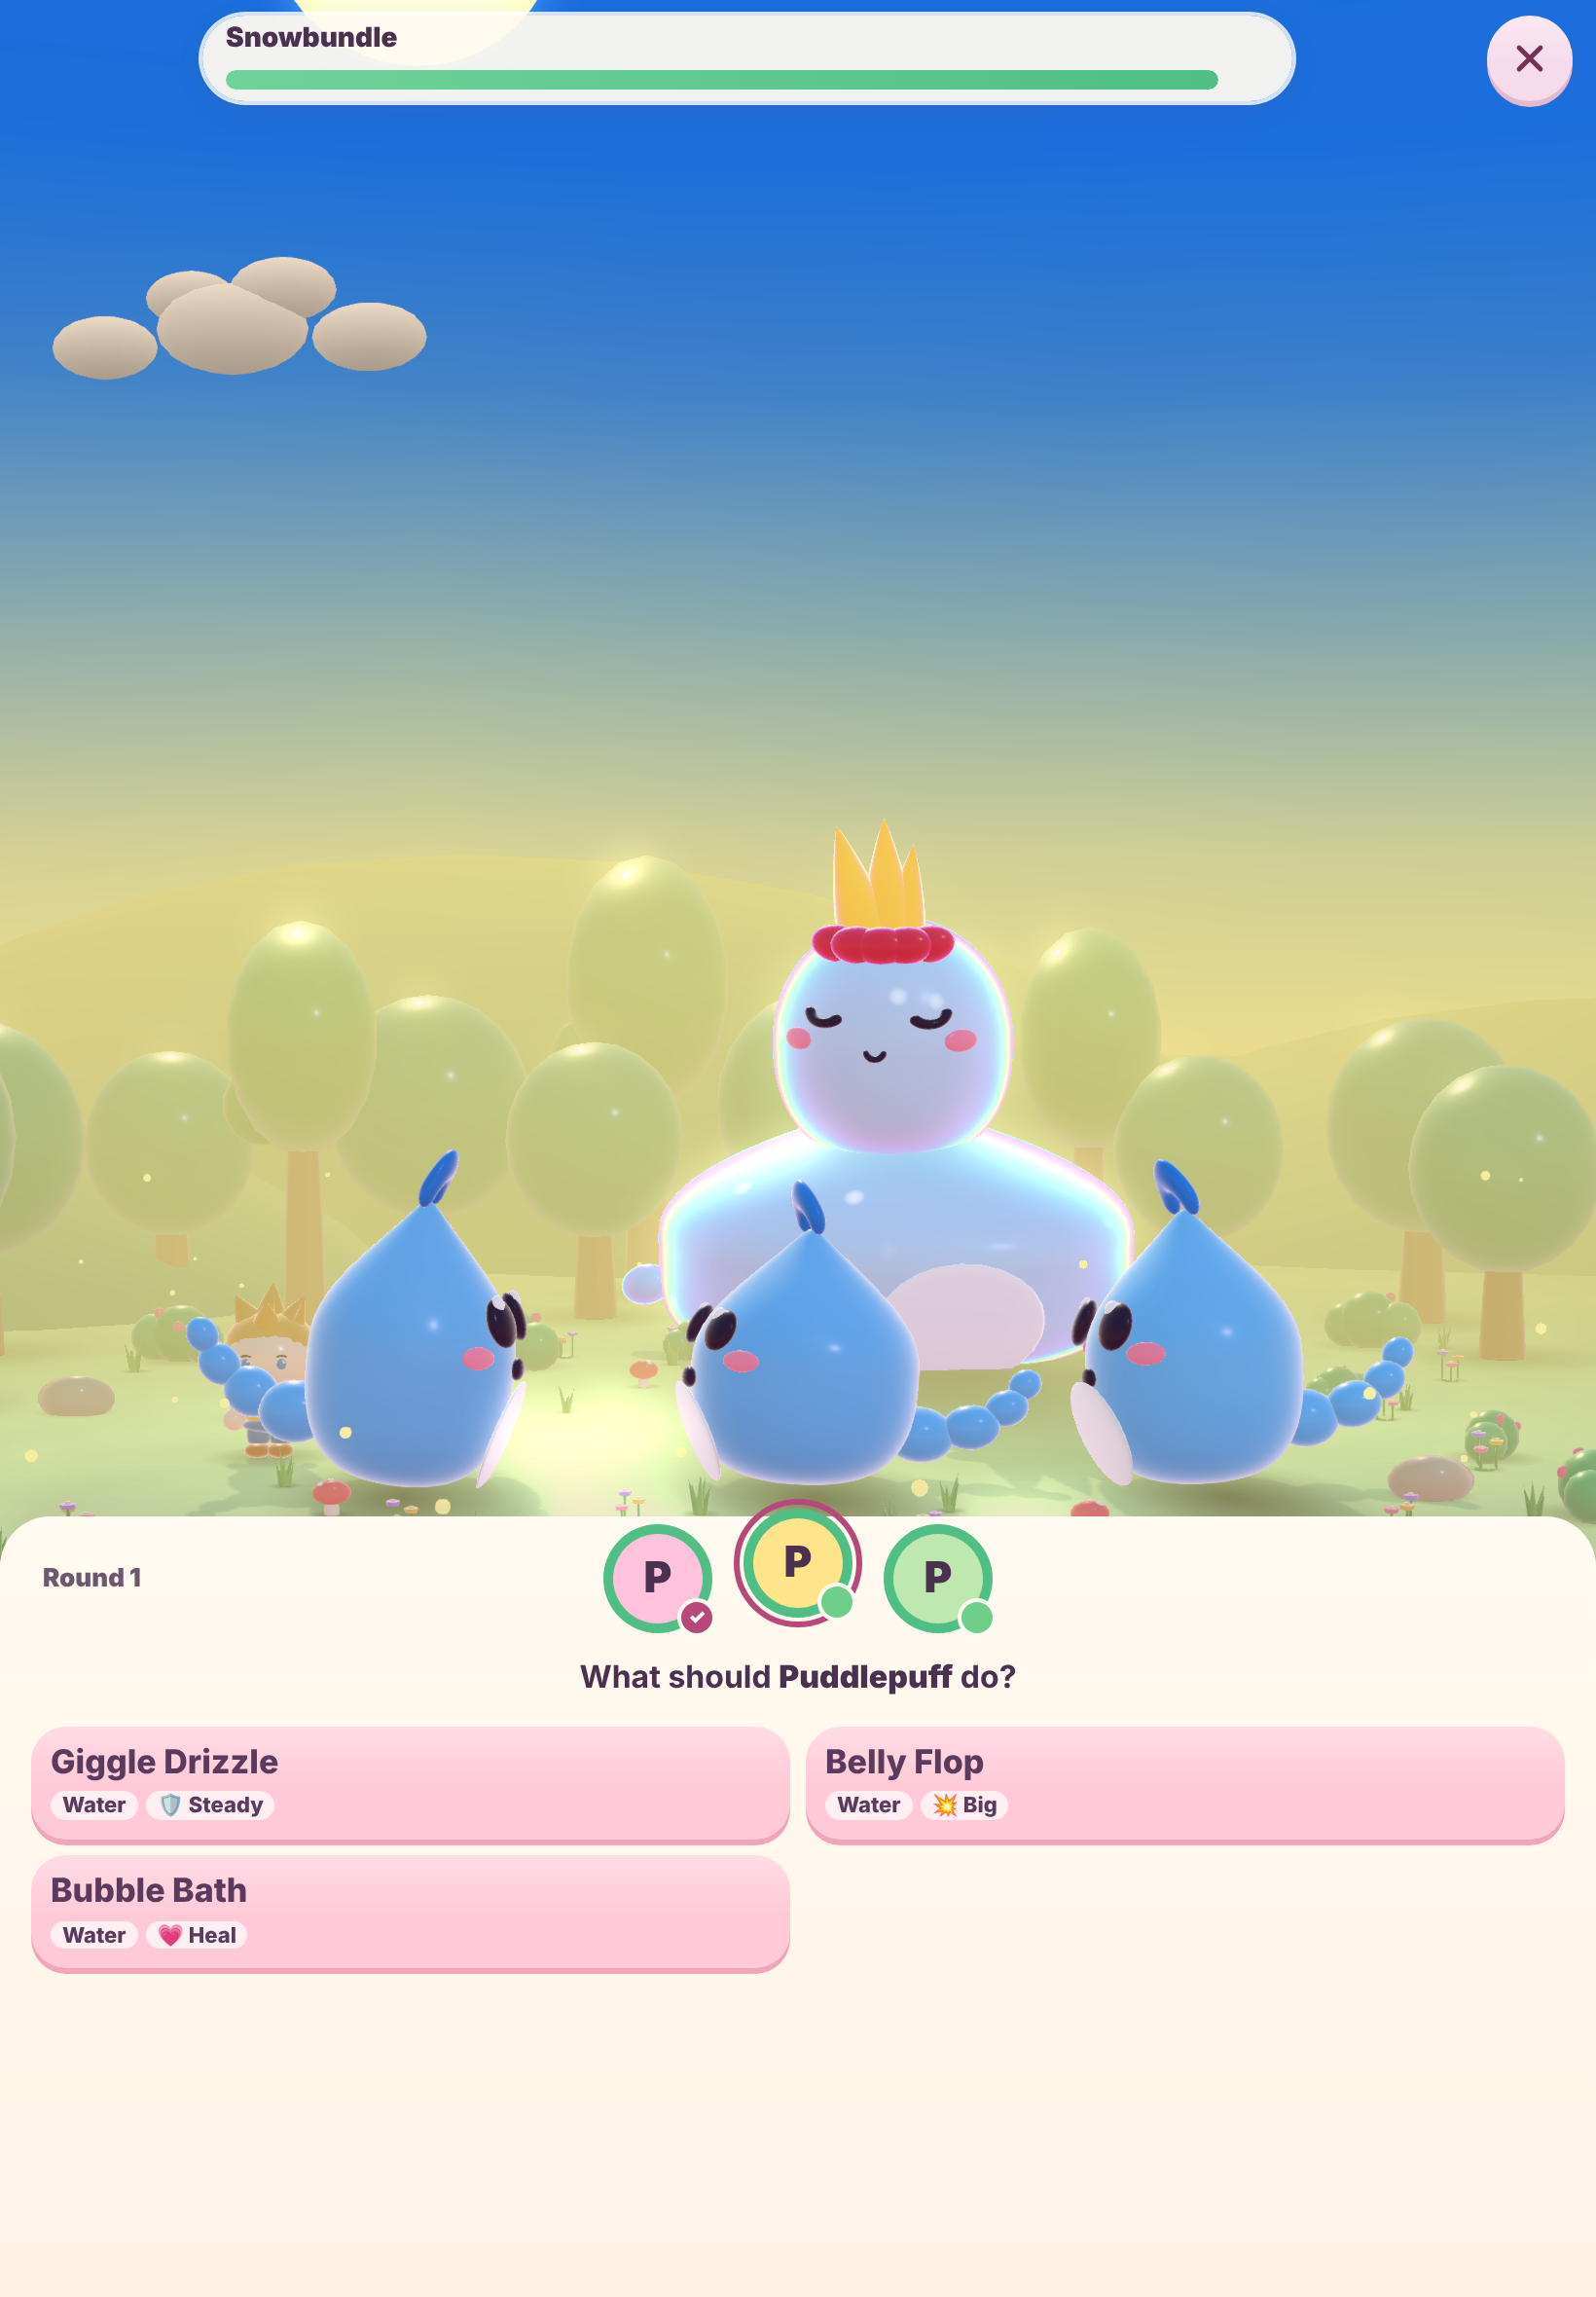 Snowbundle
Round 1
P P P
What should Puddlepuff do?
Giggle Drizzle
Water 🛡️ Steady
Belly Flop
Water 💥 Big
Bubble Bath
Water 💗 Heal